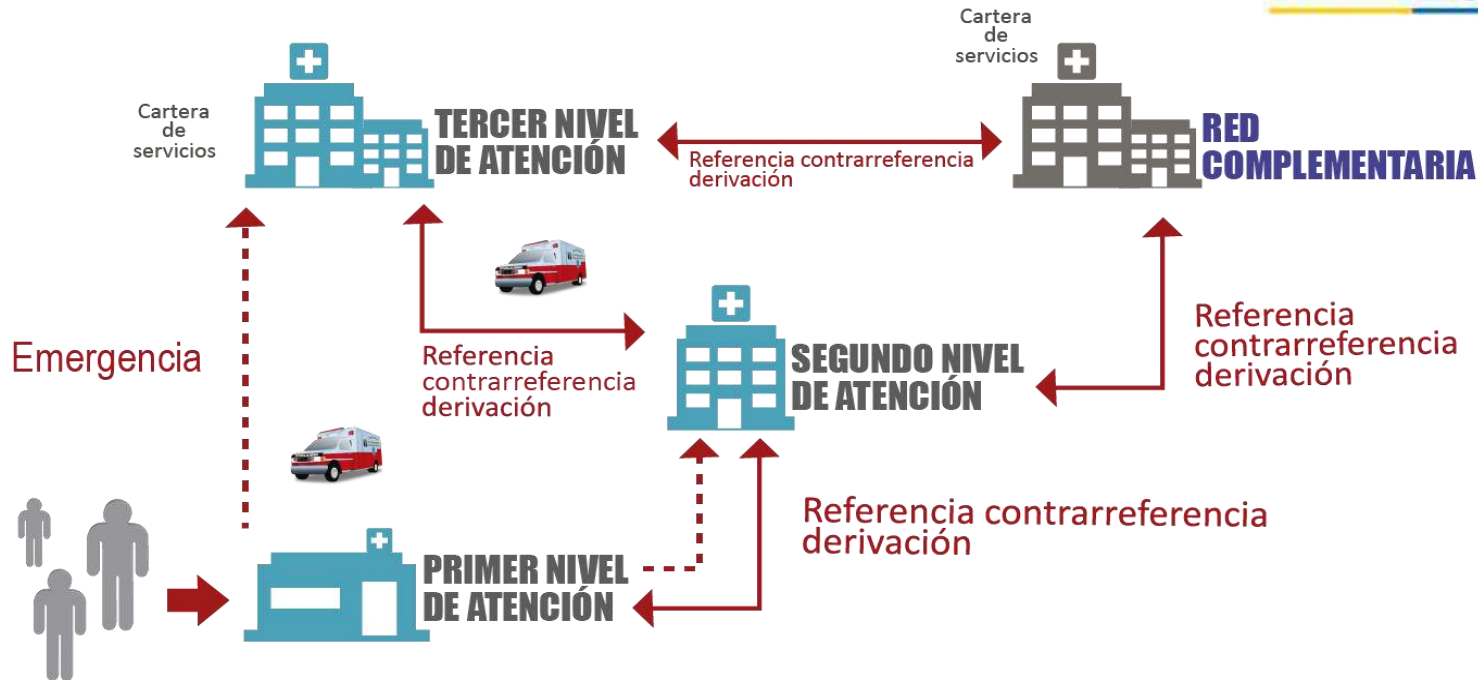 Cartera
de
servicios
Cartera
de
servicios
TERCER NIVEL
DE ATENCIÓN
Referencia contrarreferencia
derivación
RED
COMPLEMENTARIA
Emergencia
Referencia
contrarreferencia
derivación
SEGUNDO NIVEL
DE ATENCIÓN
Referencia
contrarreferencia
derivación
PRIMER NIVEL
DE ATENCIÓN
Referencia contrarreferencia
derivación